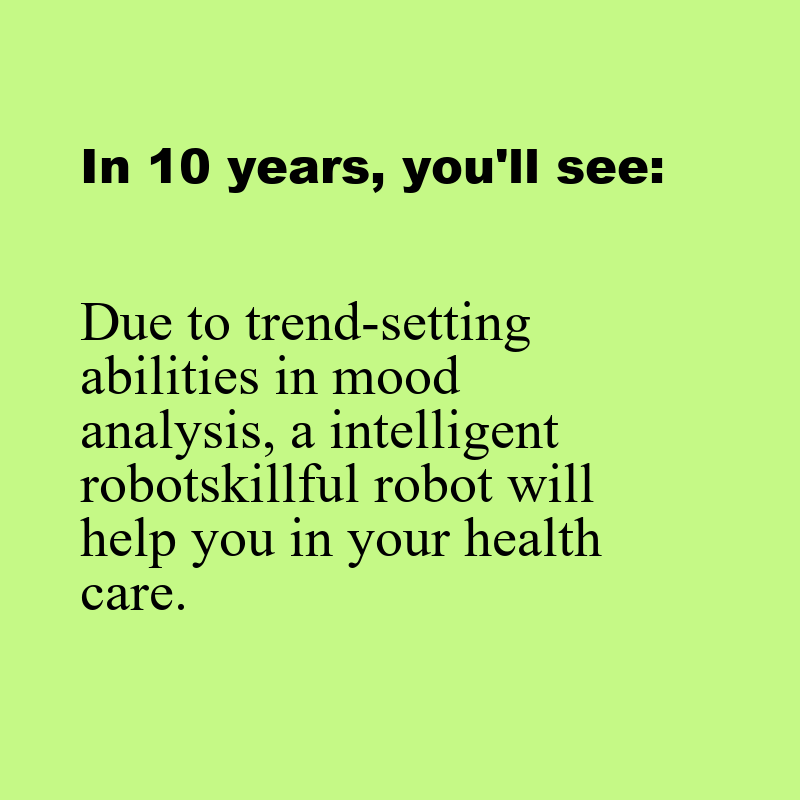 In 10 years, you'll see:
Due to trend-setting
abilities in mood
analysis, a intelligent
robotskillful robot will
help you in your health
care.